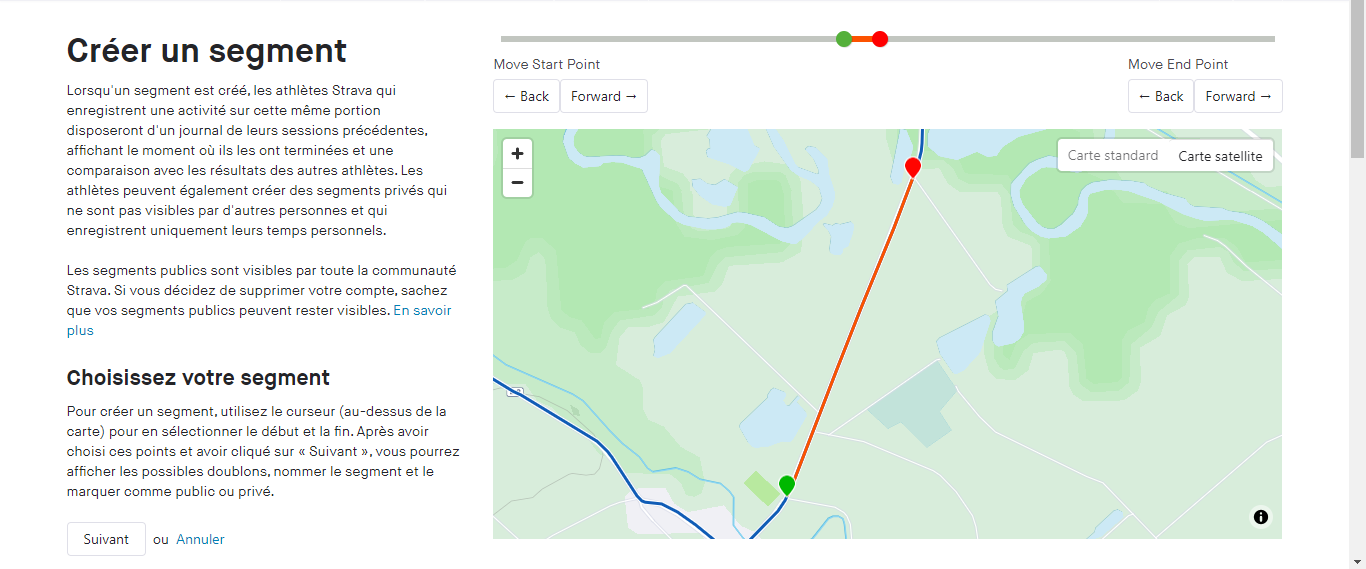 Créer un segment
Lorsqu'un segment est créé, les athlètes Strava qui
enregistrent une activité sur cette même portion
disposeront d'un journal de leurs sessions précédentes,
affichant le moment où ils les ont terminées et une
comparaison avec les résultats des autres athlètes. Les
athlètes peuvent également créer des segments privés qui
ne sont pas visibles par d'autres personnes et qui
enregistrent uniquement leurs temps personnels.
Les segments publics sont visibles par toute la communauté
Strava. Si vous décidez de supprimer votre compte, sachez
que vos segments publics peuvent rester visibles. En savoir
plus
Choisissez votre segment
Pour créer un segment, utilisez le curseur (au-dessus de la
carte) pour en sélectionner le début et la fin. Après avoir
choisi ces points et avoir cliqué sur « Suivant », vous pourrez
afficher les possibles doublons, nommer le segment et le
marquer comme public ou privé.
Suivant ou Annuler
Move Start Point
← Back Forward →
Move End Point
← Back Forward →
+
−
Carte standard Carte satellite